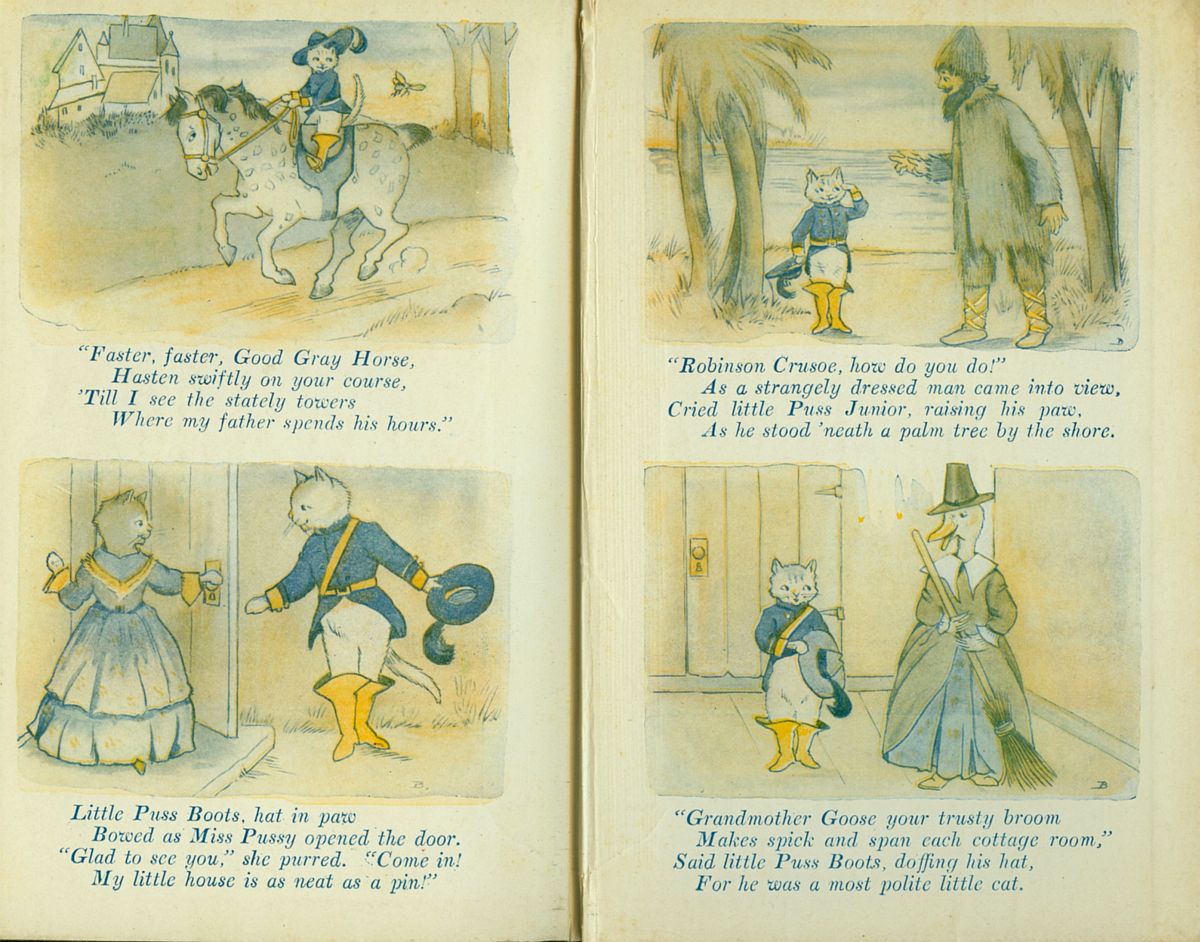 “Faster, faster, Good Gray Horse,
Hasten swiftly on your course,
’Till I see the stately towers
Where my father spends his hours.”
B.
Little Puss Boots, hat in paw
Bowed as Miss Pussy opened the door.
“Glad to see you,” she purred. “Come in!
My little house is as neat as a pin!”
B
“Robinson Crusoe, how do you do!”
As a strangely dressed man came into view,
Cried little Puss Junior, raising his paw,
As he stood ’neath a palm tree by the shore.
B
“Grandmother Goose your trusty broom
Makes spick and span each cottage room,”
Said little Puss Boots, doffing his hat,
For he was a most polite little cat.